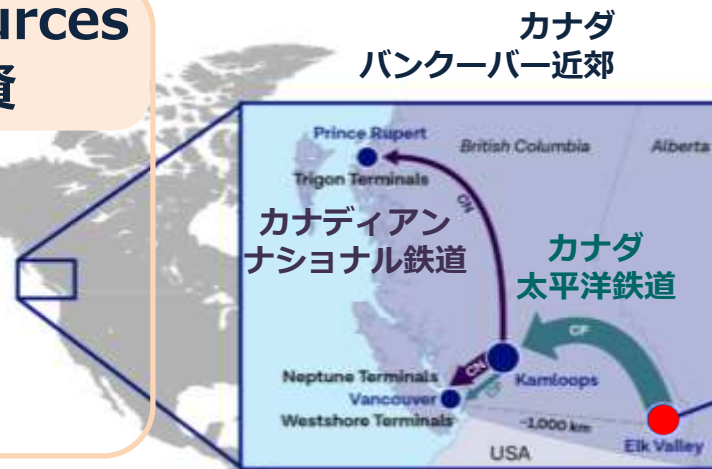 urces
資
カナダ
バンクーバー近郊
Prince Rupert
British Columbia
Alberta
Trigon Terminals
CN
カナディアン
ナショナル鉄道
カナダ
太平洋鉄道
CP
Neptune Terminals
CN
Kamloops
Vancouver
Westshore Terminals
~1,000 km
Elk Valley
USA